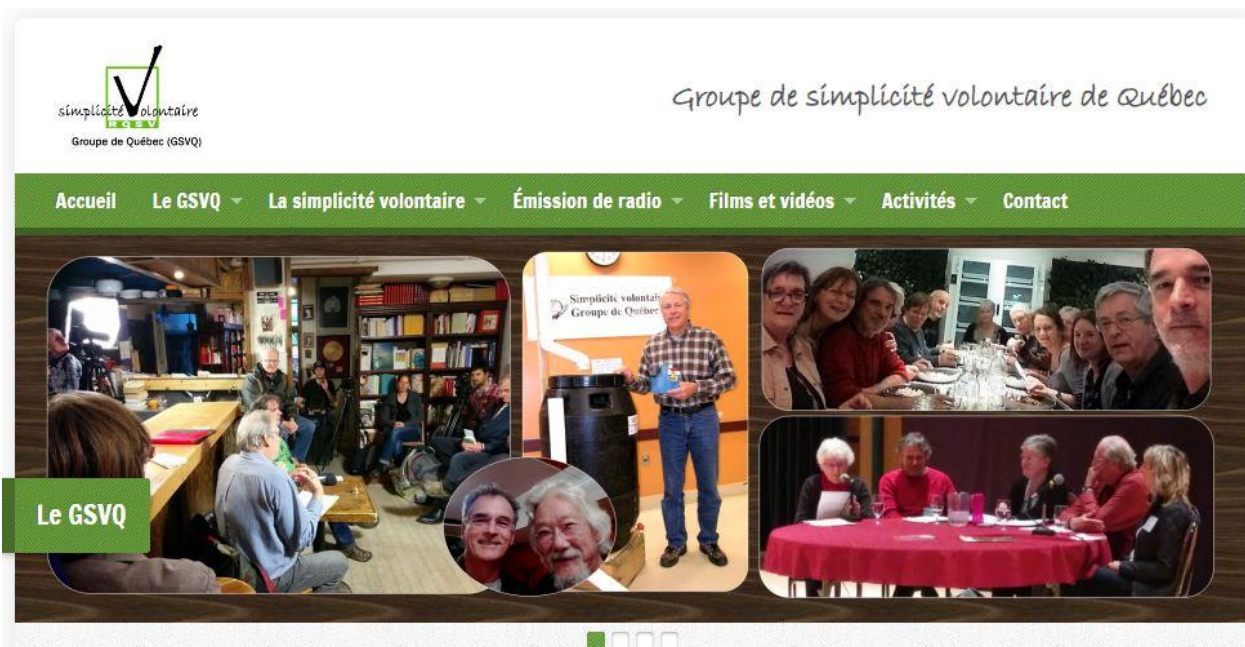 simplicité volontaire
RQSV
Groupe de Québec (GSVQ)
Groupe de simplicité volontaire de Québec
Accueil Le GSVQ La simplicité volontaire Émission de radio Films et vidéos Activités Contact
Simplicité volontaire
Groupe de Québec
Le GSVQ